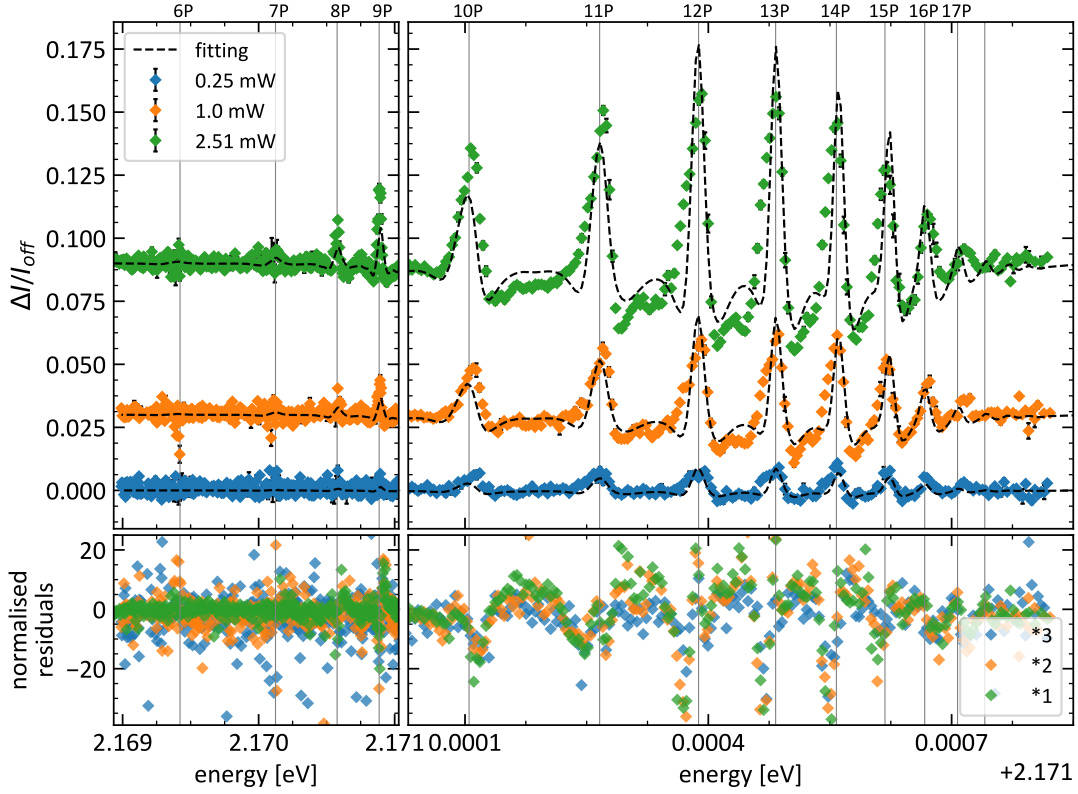 6P 7P 8P 9P 10P 11P 12P 13P 14P 15P 16P 17P
0.175
0.150
0.125
0.100
0.075
0.050
0.025
0.000
ΔI/I_off
fitting
0.25 mW
1.0 mW
2.51 mW
20
0
−20
normalised
residuals
*3
*2
*1
2.169 2.170 2.171 0.0001 0.0004 0.0007
energy [eV] energy [eV] +2.171